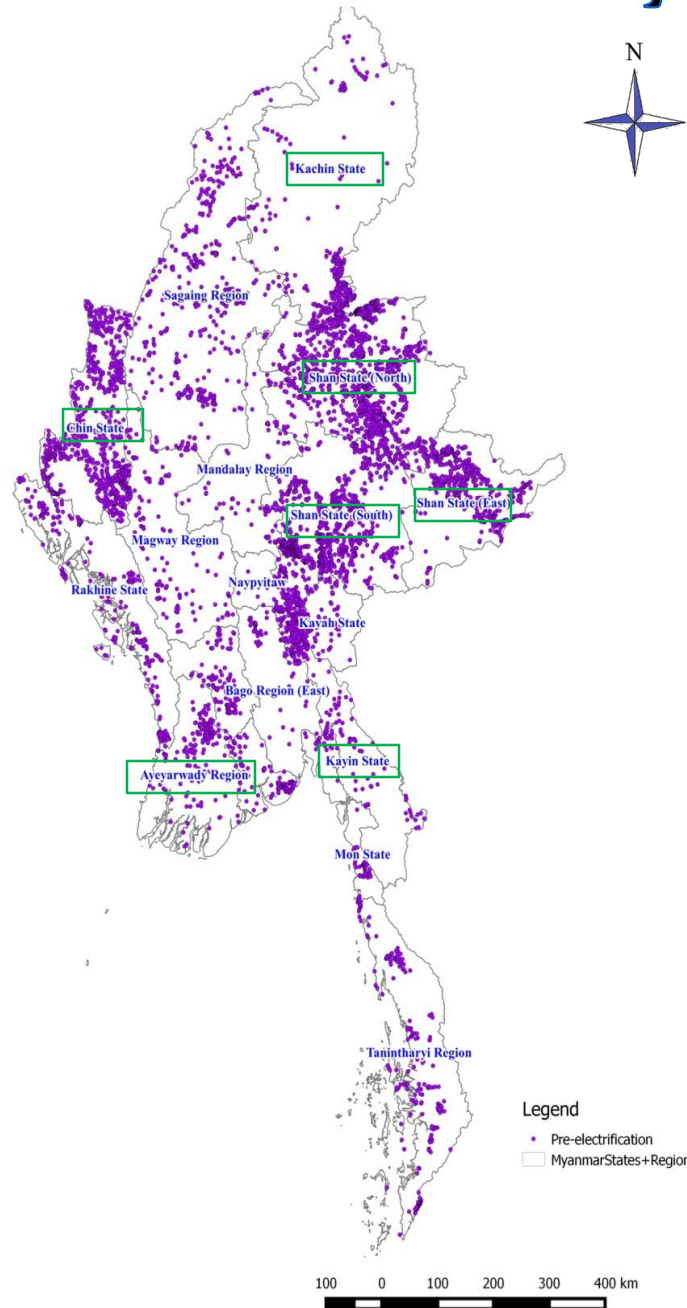 N
Kachin State
Sagaing Region
Shan State (North)
Chin State
Mandalay Region
Shan State (East)
Shan State (South)
Magway Region
Naypyitaw
Rakhine State
Kayah State
Bago Region (East)
Kayin State
Ayeyarwady Region
Mon State
Tanintharyi Region
Legend
Pre-electrification
MyanmarStates+Region
100 0 100 200 300 400 km